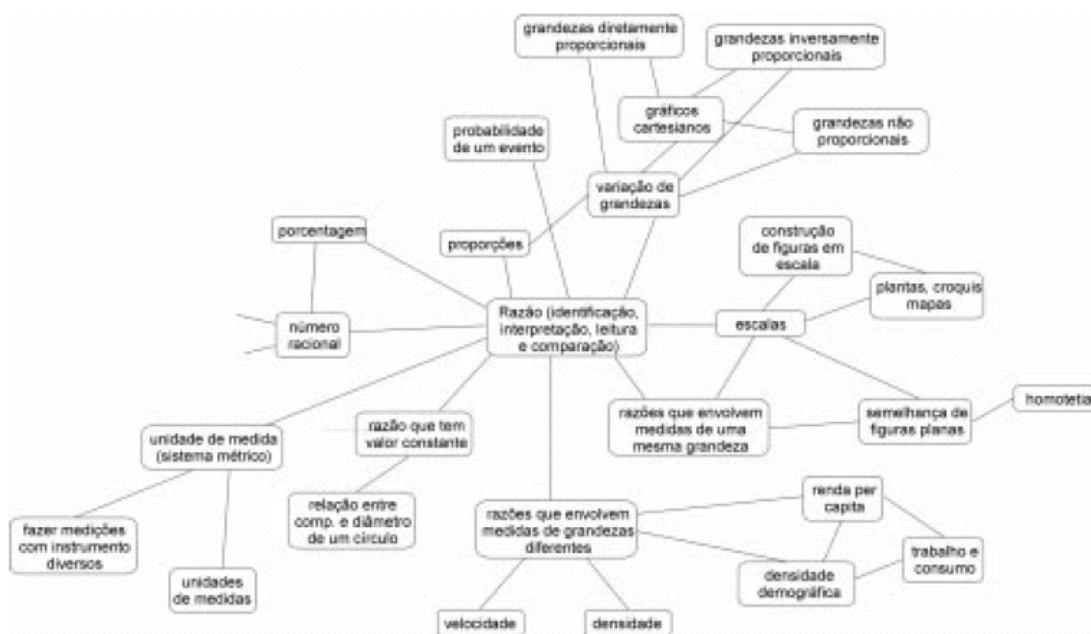 grandezas diretamente
proporcionais
grandezas inversamente
proporcionais
gráficos
cartesianos
grandezas não
proporcionais
probabilidade
de um evento
variação de
grandezas
porcentagem
proporções
construção
de figuras em
escala
plantas, croquis
mapas
número
racional
Razão (identificação,
interpretação, leitura
e comparação)
escalas
razões que envolvem
medidas de uma
mesma grandeza
semelhança de
figuras planas
homotetia
unidade de medida
(sistema métrico)
razão que tem
valor constante
fazer medições
com instrumento
diversos
unidades
de medidas
relação entre
comp. e diâmetro
de um círculo
razões que envolvem
medidas de grandezas
diferentes
renda per
capita
trabalho e
consumo
densidade
demográfica
velocidade
densidade